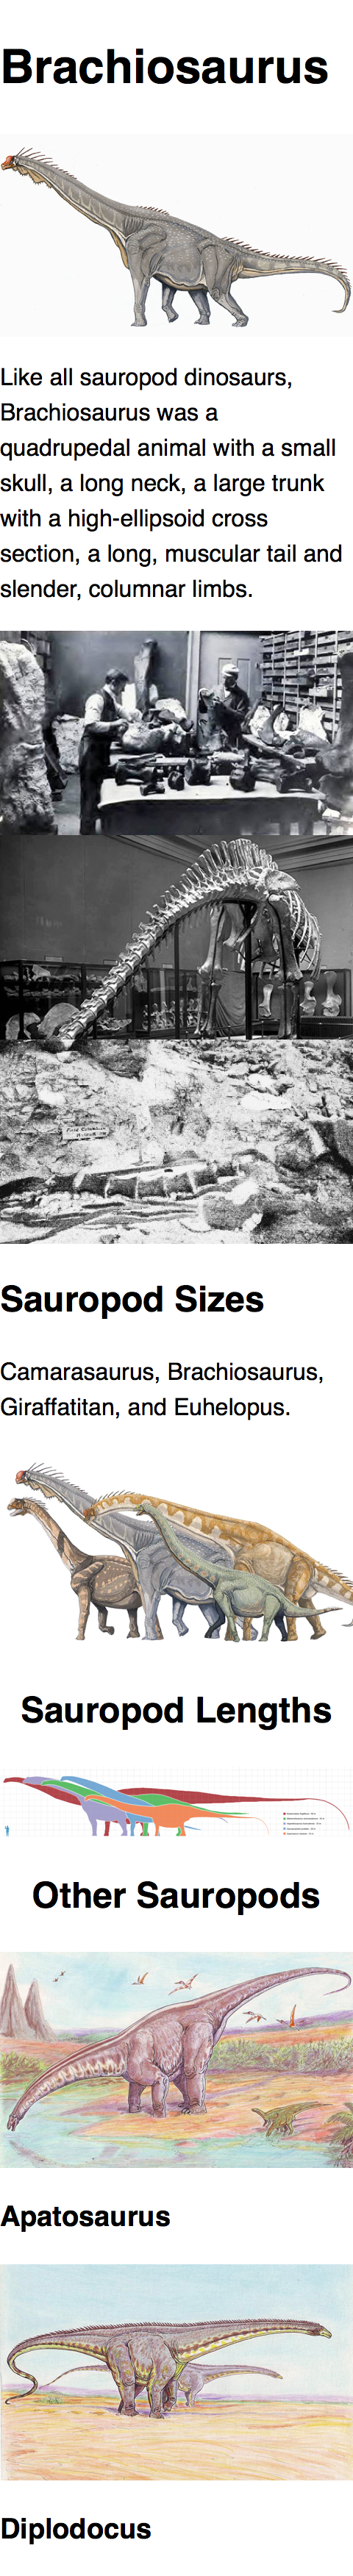 Brachiosaurus
Like all sauropod dinosaurs,
Brachiosaurus was a
quadrupedal animal with a small
skull, a long neck, a large trunk
with a high-ellipsoid cross
section, a long, muscular tail and
slender, columnar limbs.
Sauropod Sizes
Camarasaurus, Brachiosaurus,
Giraffatitan, and Euhelopus.
Sauropod Lengths
Other Sauropods
Apatosaurus
Diplodocus